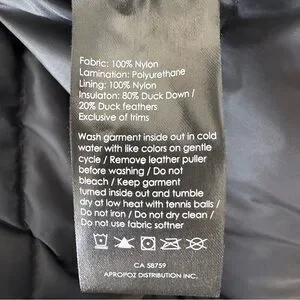 Fabric: 100% Nylon
Lamination: Polyurethane
Lining: 100% Nylon
Insulaton: 80% Duck Down /
20% Duck feathers
Exclusive of trims
Wash garment inside out in cold
water with like colors on gentle
cycle / Remove leather puller
before washing / Do not
bleach / Keep garment
turned inside out and tumble
dry at low heat with tennis balls /
Do not iron / Do not dry clean /
Do not use fabric softner
CA 58759
APROPOZ DISTRIBUTION INC.